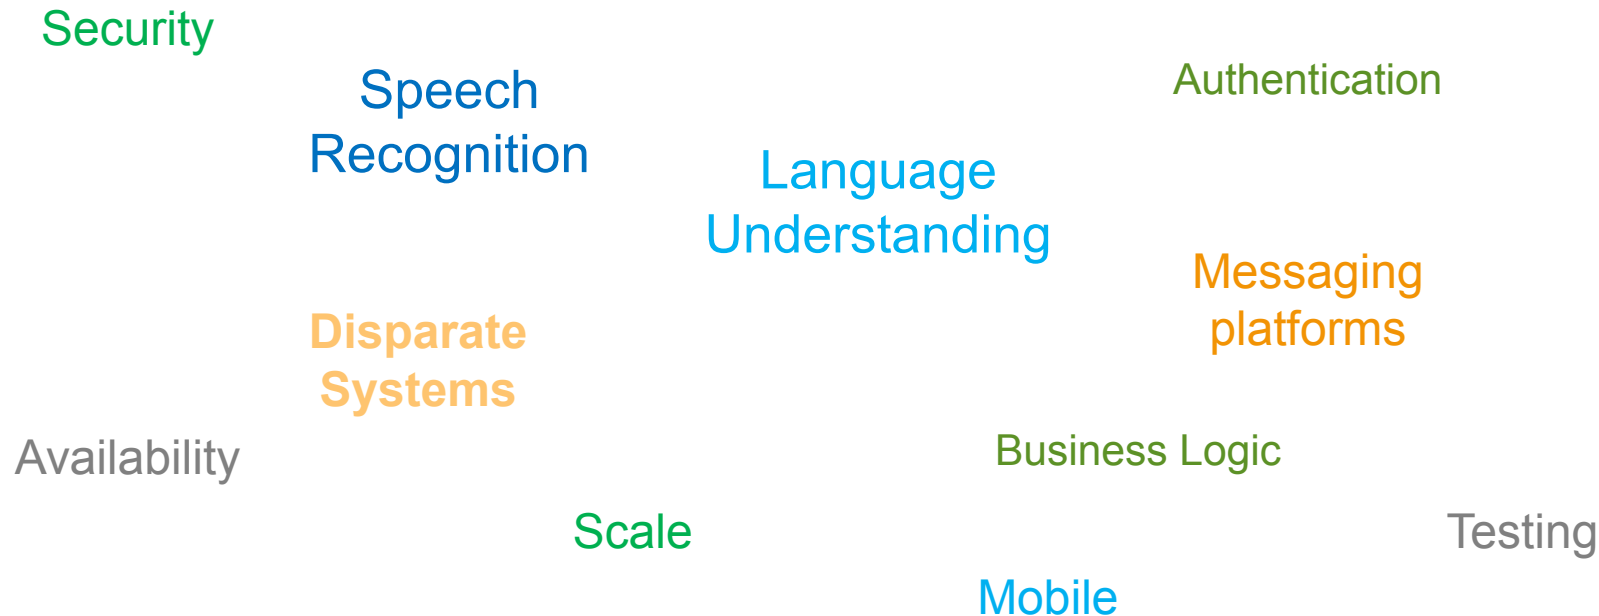 Security
Speech
Recognition
Authentication
Language
Understanding
Messaging
platforms
Disparate
Systems
Availability
Business Logic
Scale
Testing
Mobile